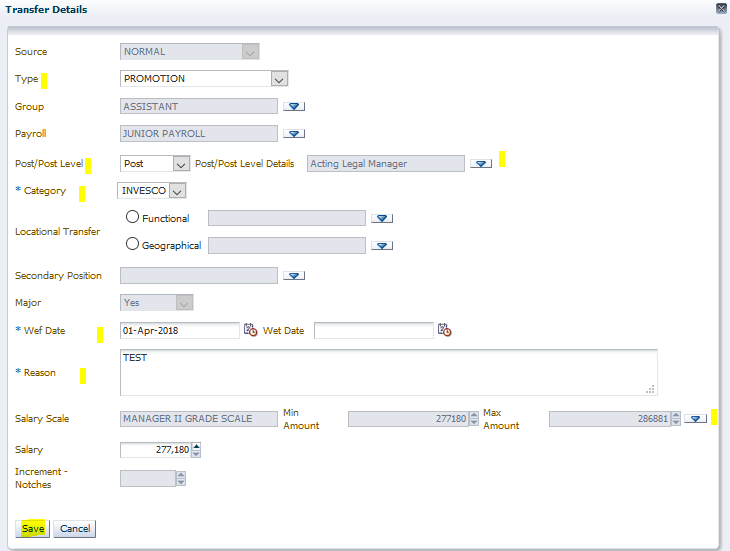 Transfer Details
Source NORMAL
Type PROMOTION
Group ASSISTANT
Payroll JUNIOR PAYROLL
Post/Post Level Post Post/Post Level Details Acting Legal Manager
* Category INVESCO
Functional
Locational Transfer
Geographical
Secondary Position
Major Yes
* Wef Date 01-Apr-2018 Wet Date
TEST
* Reason
Salary Scale MANAGER II GRADE SCALE Min Amount 277180 Max Amount 286881
Salary 277,180
Increment -
Notches
Save Cancel